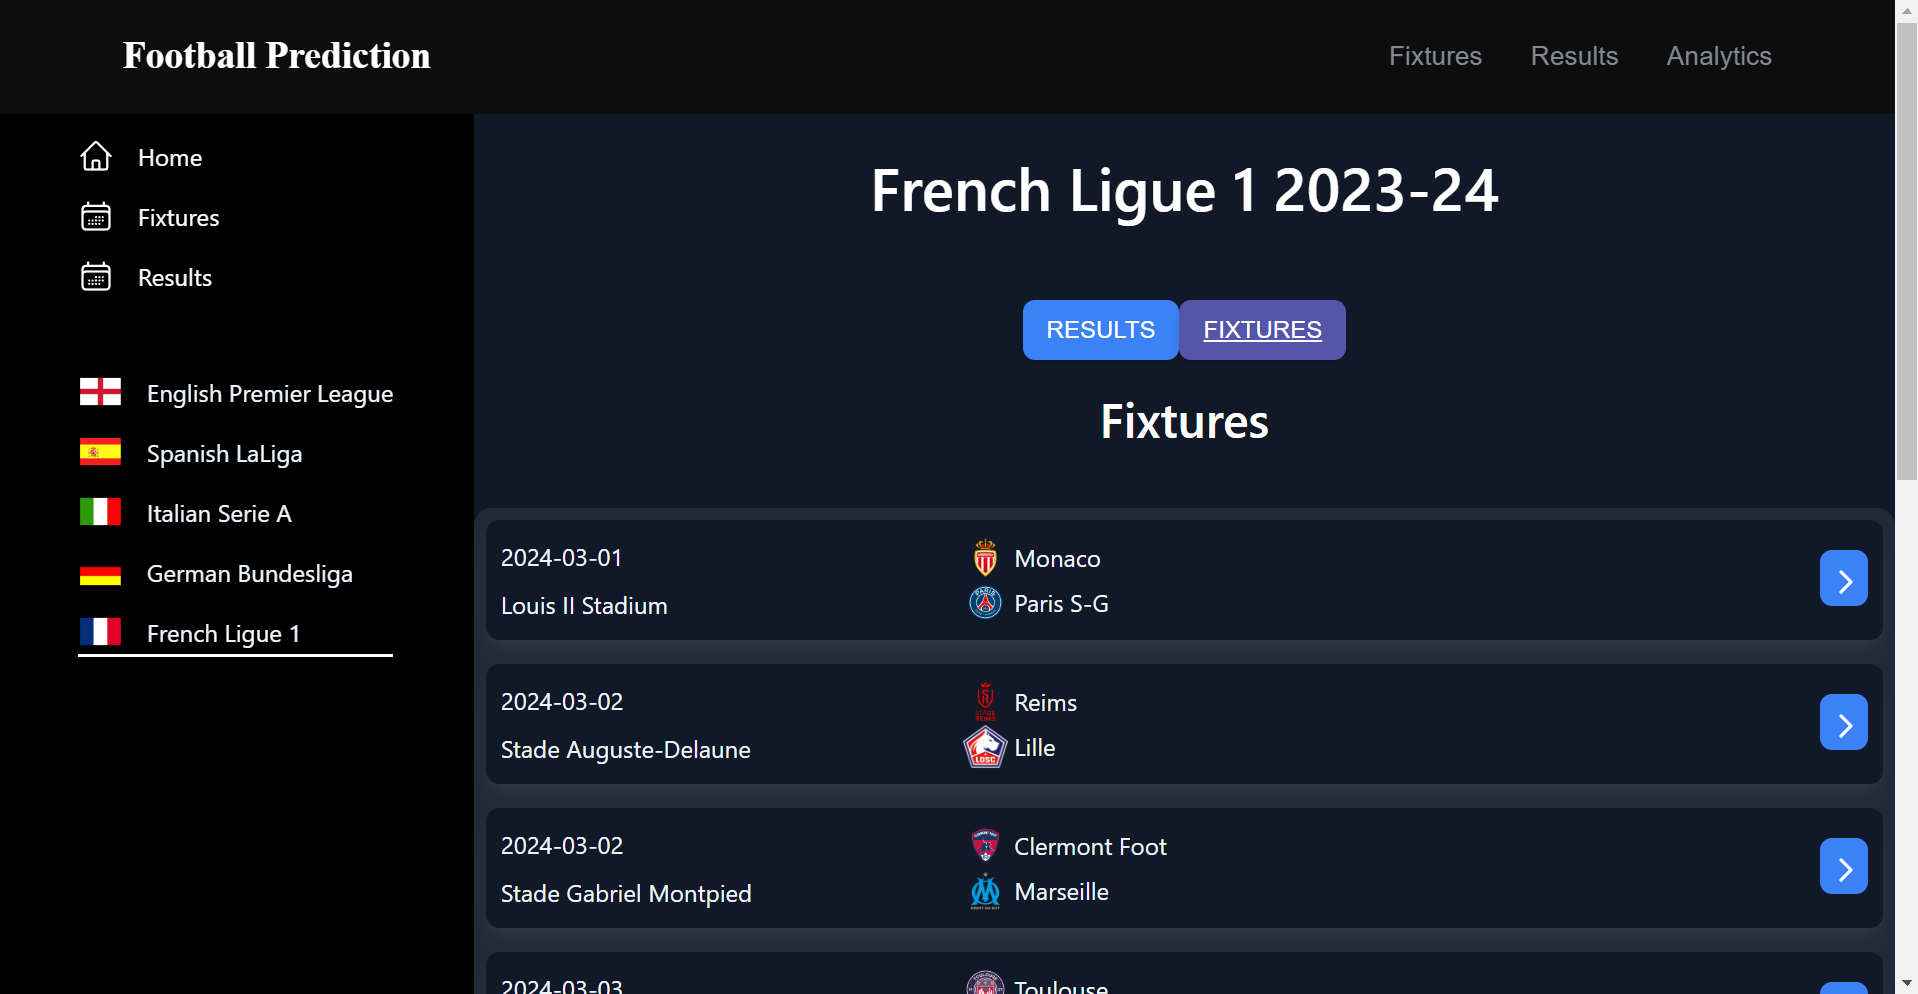 Football Prediction
Fixtures
Results
Analytics
Home
Fixtures
Results
English Premier League
Spanish LaLiga
Italian Serie A
German Bundesliga
French Ligue 1
French Ligue 1 2023-24
RESULTS
FIXTURES
Fixtures
2024-03-01
Louis II Stadium
Monaco
Paris S-G
2024-03-02
Stade Auguste-Delaune
Reims
Lille
LOSC
2024-03-02
Stade Gabriel Montpied
Clermont Foot
Marseille
2024-03-03
Toulouse